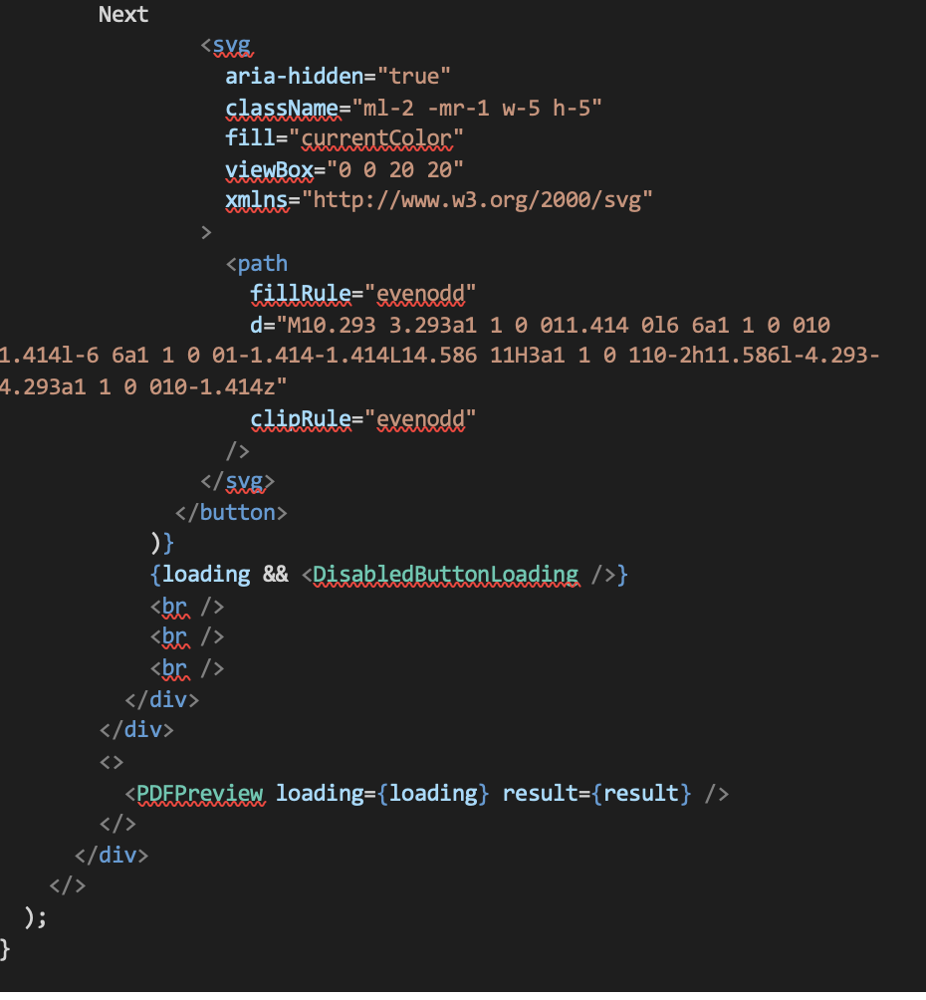 Next
<svg
aria-hidden="true"
className="ml-2 -mr-1 w-5 h-5"
fill="currentColor"
viewBox="0 0 20 20"
xmlns="http://www.w3.org/2000/svg"
>
<path
fillRule="evenodd"
d="M10.293 3.293a1 1 0 011.414 0l6 6a1 1 0 010
1.414l-6 6a1 1 0 01-1.414-1.414L14.586 11H3a1 1 0 110-2h11.586l-4.293-
4.293a1 1 0 010-1.414z"
clipRule="evenodd"
/>
</svg>
</button>
)}
{loading && <DisabledButtonLoading />}
<br />
<br />
<br />
</div>
</div>
<>
<PDFPreview loading={loading} result={result} />
</>
</div>
</>
);
}